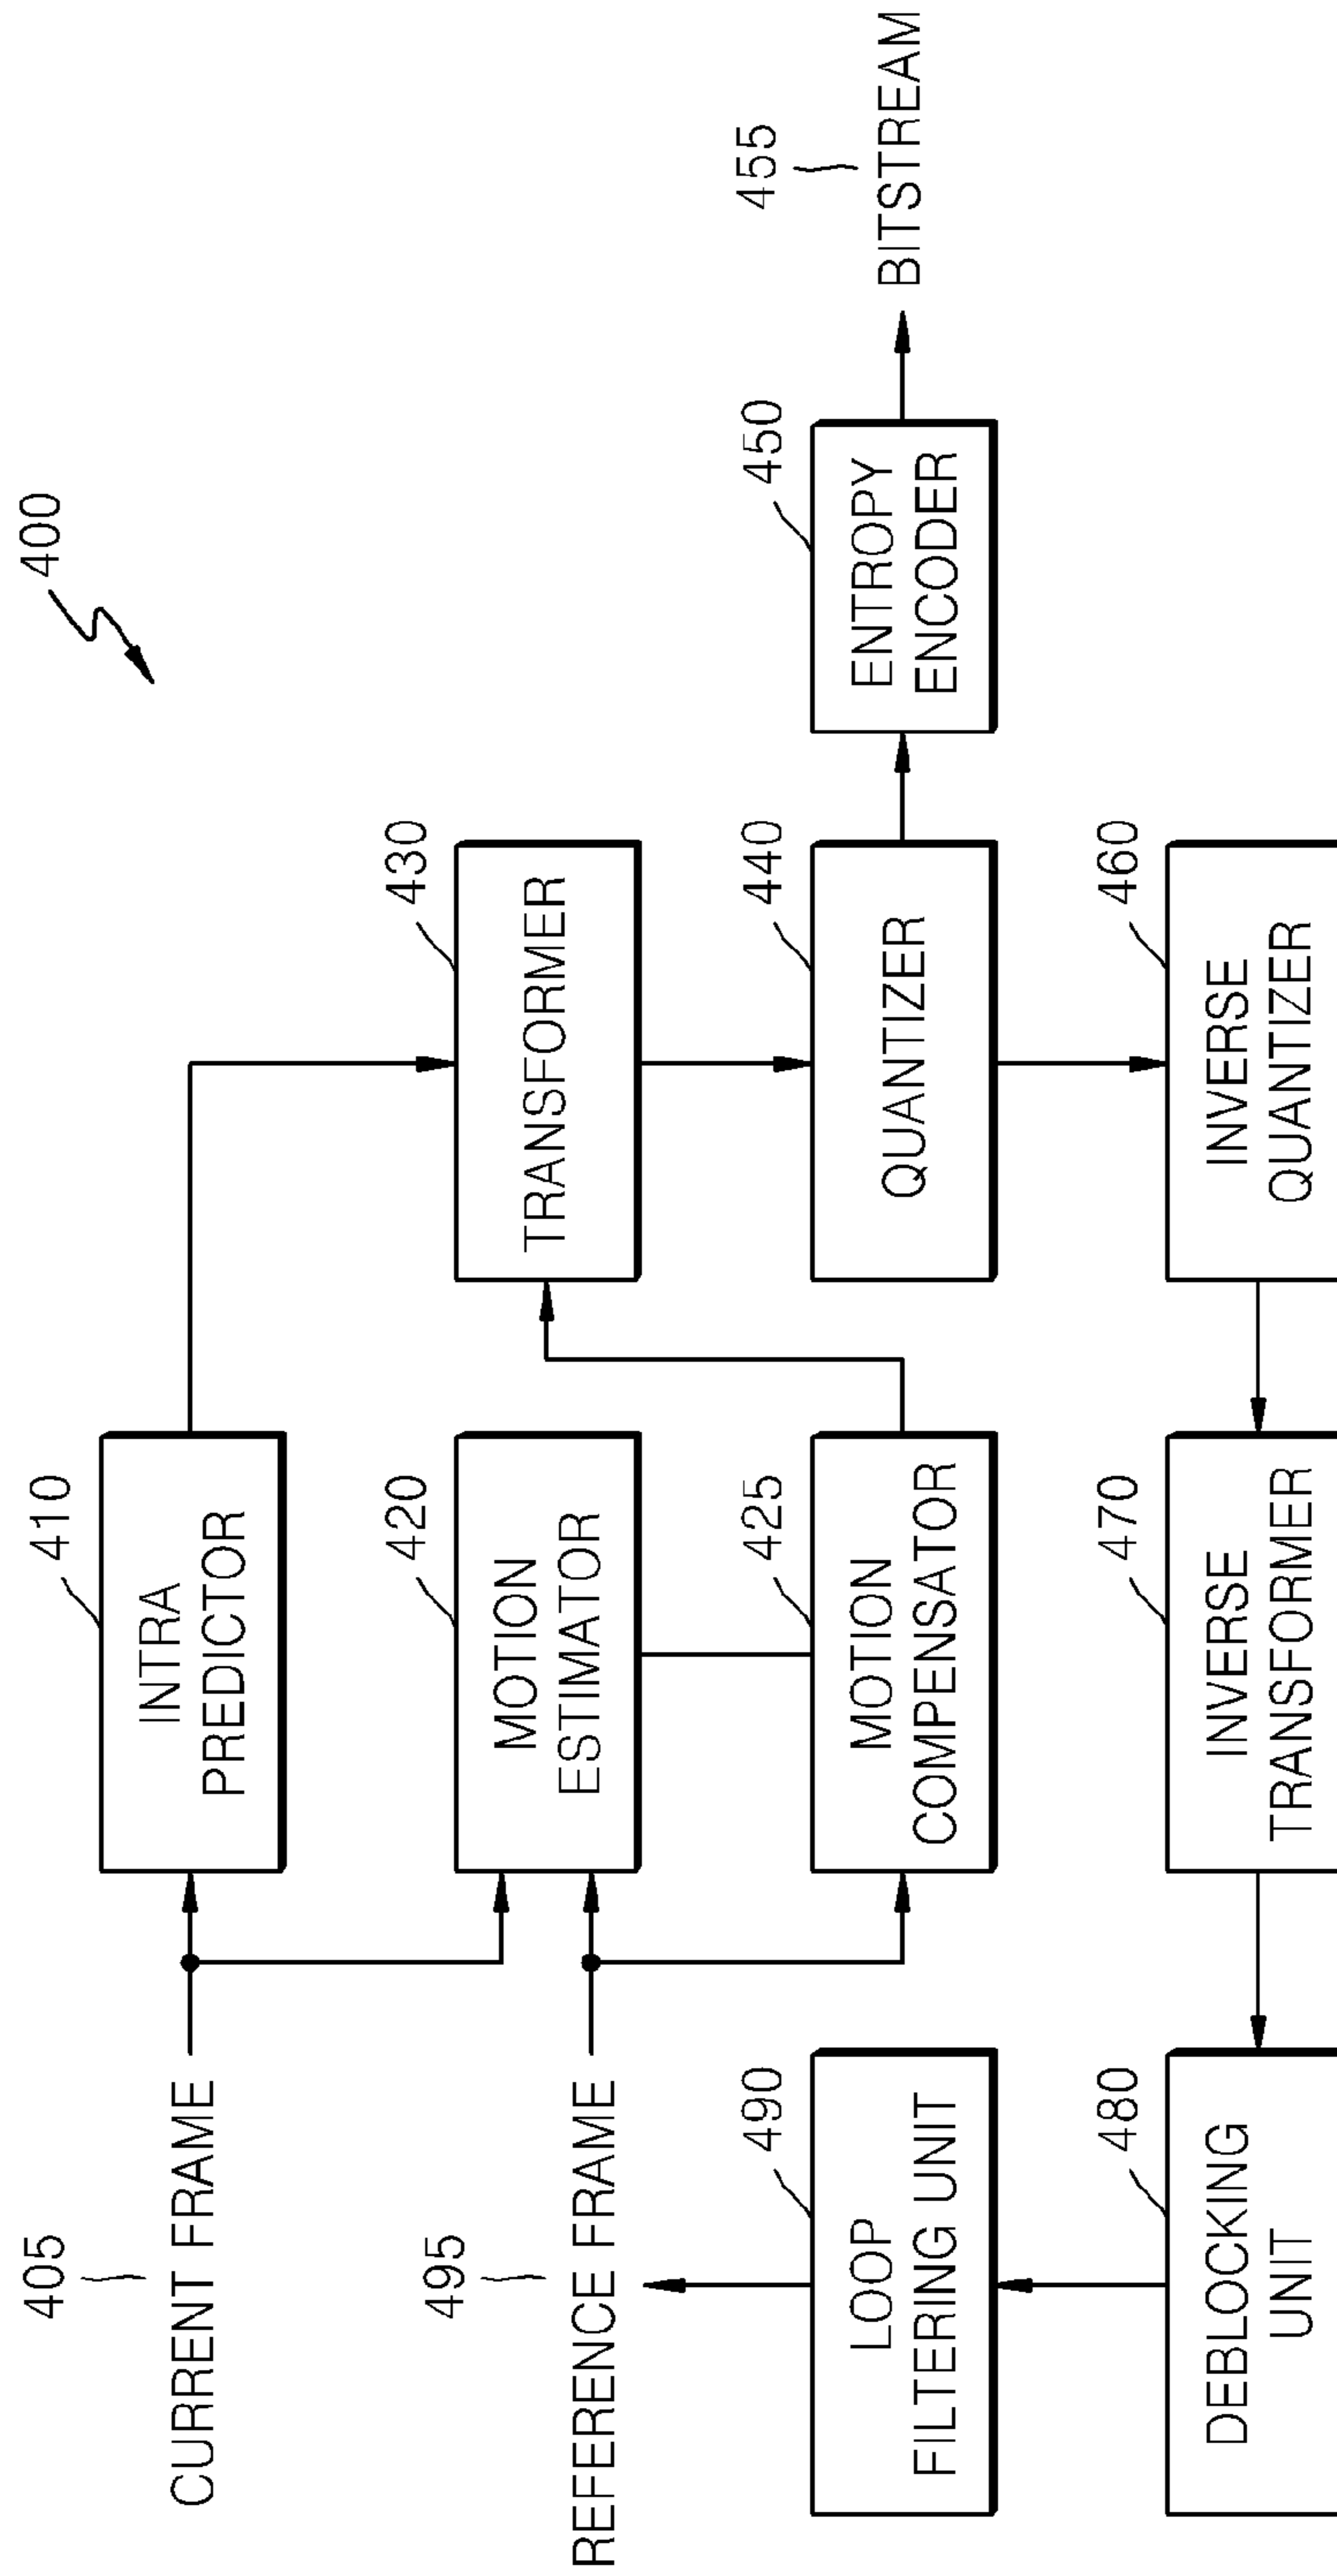 400
405
CURRENT FRAME
410
INTRA
PREDICTOR
495
REFERENCE FRAME
420
MOTION
ESTIMATOR
430
TRANSFORMER
490
LOOP
FILTERING UNIT
425
MOTION
COMPENSATOR
440
QUANTIZER
450
ENTROPY
ENCODER
455
BITSTREAM
480
DEBLOCKING
UNIT
470
INVERSE
TRANSFORMER
460
INVERSE
QUANTIZER